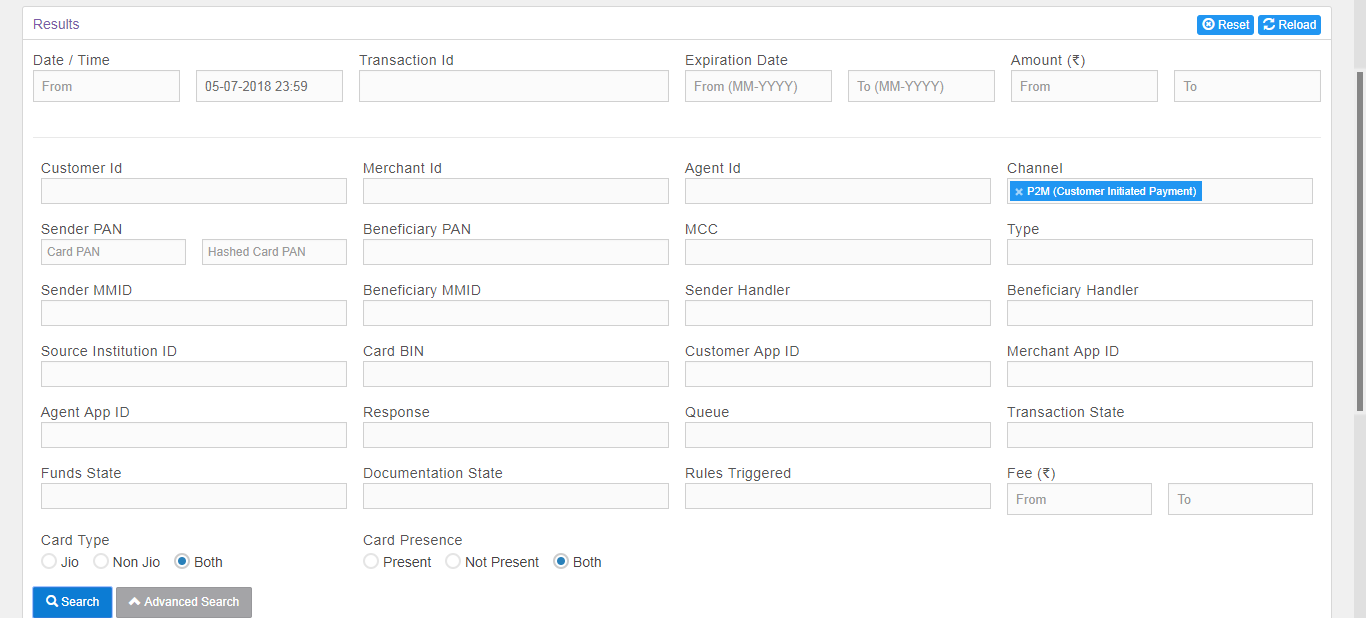 Results
Reset Reload
Date / Time Transaction Id Expiration Date Amount (₹)
From 05-07-2018 23:59 From (MM-YYYY) To (MM-YYYY) From To
Customer Id Merchant Id Agent Id Channel
× P2M (Customer Initiated Payment)
Sender PAN Beneficiary PAN MCC Type
Card PAN Hashed Card PAN
Sender MMID Beneficiary MMID Sender Handler Beneficiary Handler
Source Institution ID Card BIN Customer App ID Merchant App ID
Agent App ID Response Queue Transaction State
Funds State Documentation State Rules Triggered Fee (₹)
From To
Card Type Card Presence
Jio Non Jio Both Present Not Present Both
Search Advanced Search